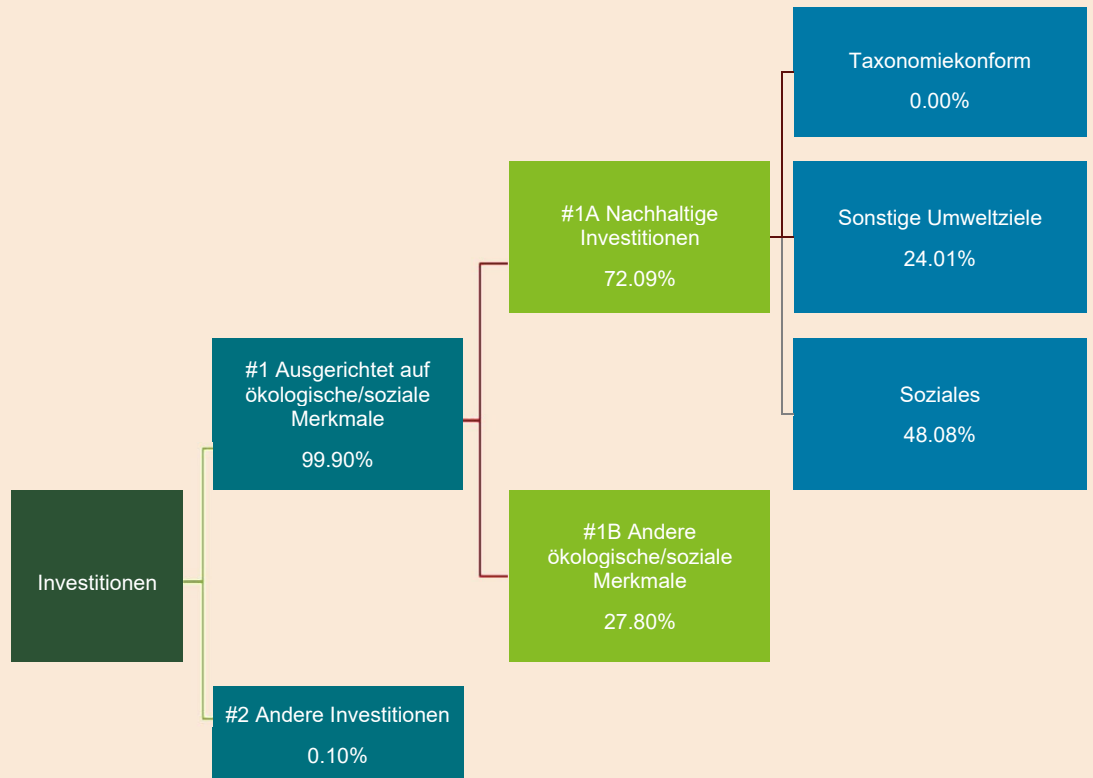 Taxonomiekonform
0.00%
#1A Nachhaltige
Investitionen
72.09%
Sonstige Umweltziele
24.01%
#1 Ausgerichtet auf
ökologische/soziale
Merkmale
99.90%
Soziales
48.08%
Investitionen
#1B Andere
ökologische/soziale
Merkmale
27.80%
#2 Andere Investitionen
0.10%